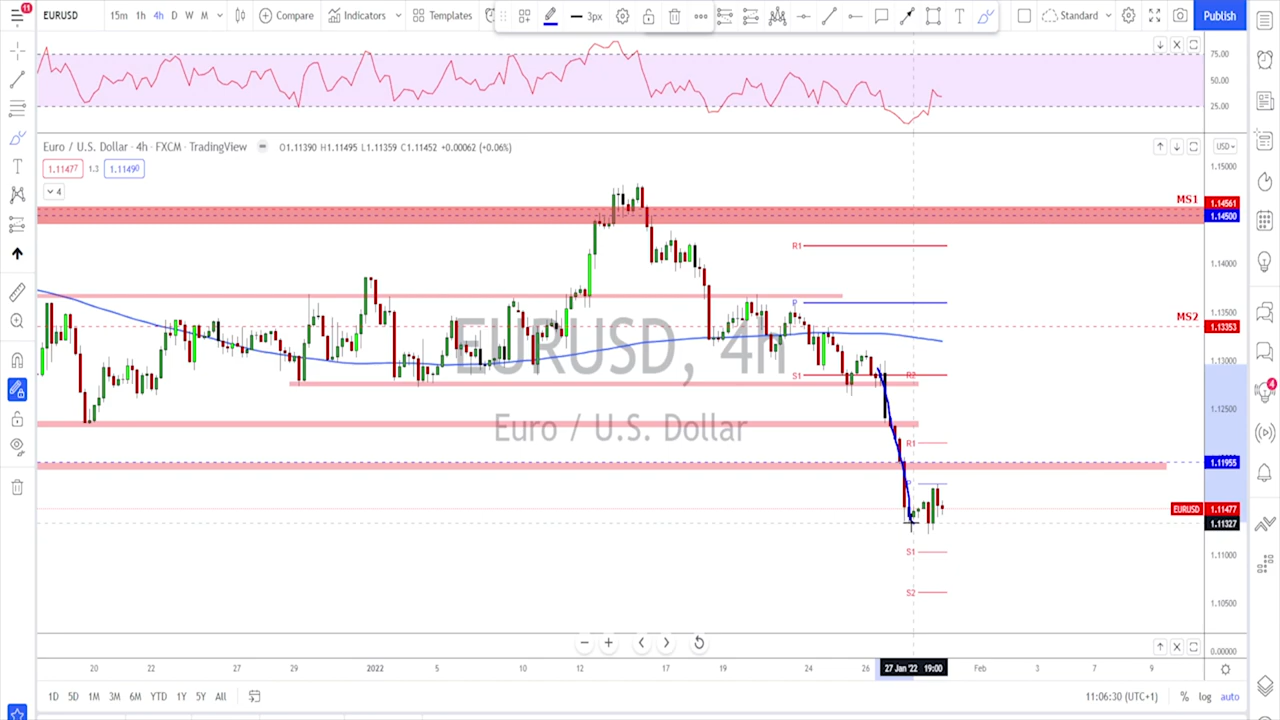 11
EURUSD
15m 1h 4h D W M
Compare
Indicators
Templates
3px
Standard
Publish
75.00
50.00
25.00
Euro / U.S. Dollar · 4h · FXCM · TradingView
O1.11390 H1.11495 L1.11359 C1.11452 +0.00062 (+0.06%)
USD
1.11477 1.3 1.11490
4
1.15000
MS1 1.14561
1.14500
R1
1.14000
P
1.13500
MS2 1.13353
EURUSD, 4h
1.13000
S1 R2
4
1.12500
Euro / U.S. Dollar
R1
1.11955
P
EURUSD 1.11477
1.11327
S1
1.11000
S2
1.10500
0.00000
20 22 27 29 2022 5 10 12 17 19 24 26 27 Jan '22 19:00 Feb 3 7 9
1D 5D 1M 3M 6M YTD 1Y 5Y All
11:06:30 (UTC+1) % log auto